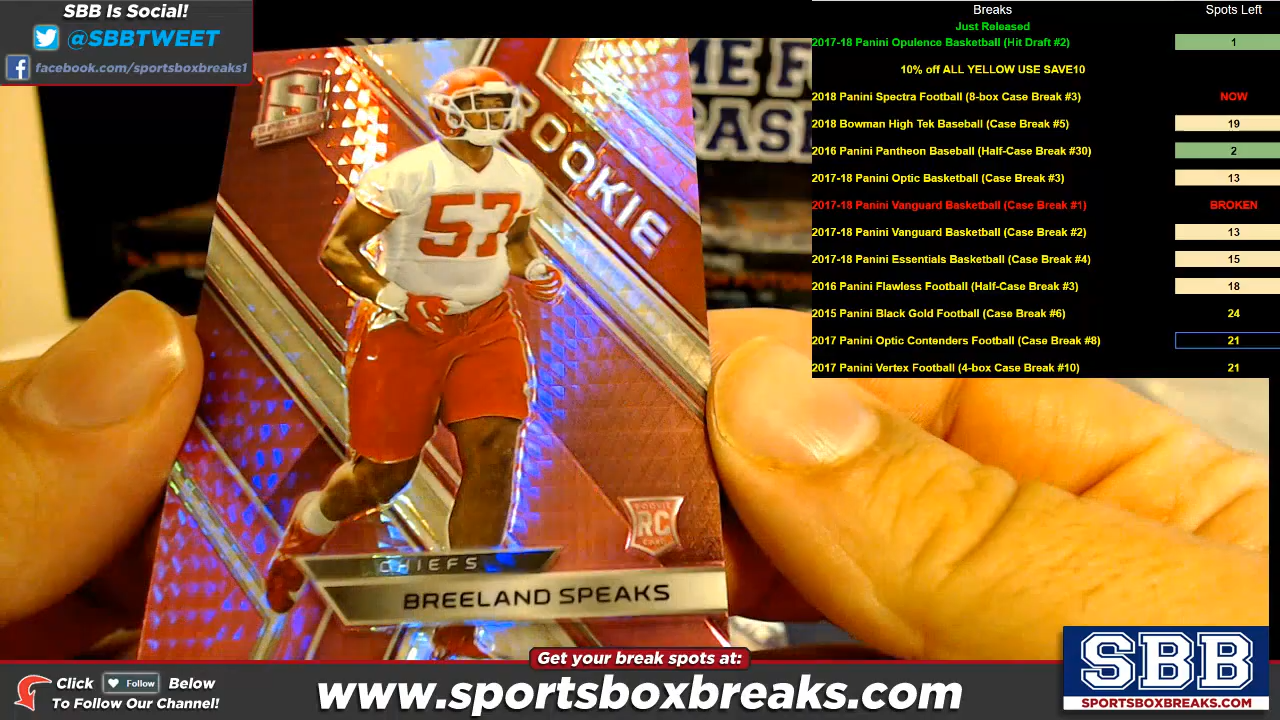 SBB Is Social!
@SBBTWEET
facebook.com/sportsboxbreaks1
Breaks Spots Left
Just Released
2017-18 Panini Opulence Basketball (Hit Draft #2) 1
10% off ALL YELLOW USE SAVE10
2018 Panini Spectra Football (8-box Case Break #3) NOW
2018 Bowman High Tek Baseball (Case Break #5) 19
2016 Panini Pantheon Baseball (Half-Case Break #30) 2
2017-18 Panini Optic Basketball (Case Break #3) 13
2017-18 Panini Vanguard Basketball (Case Break #1) BROKEN
2017-18 Panini Vanguard Basketball (Case Break #2) 13
2017-18 Panini Essentials Basketball (Case Break #4) 15
2016 Panini Flawless Football (Half-Case Break #3) 18
2015 Panini Black Gold Football (Case Break #6) 24
2017 Panini Optic Contenders Football (Case Break #8) 21
2017 Panini Vertex Football (4-box Case Break #10) 21
S
SPECTRA
ROOKIE
57
RC
CHIEFS
BREELAND SPEAKS
Get your break spots at:
Click Follow Below
To Follow Our Channel!
www.sportsboxbreaks.com
SBB
SPORTSBOXBREAKS.COM